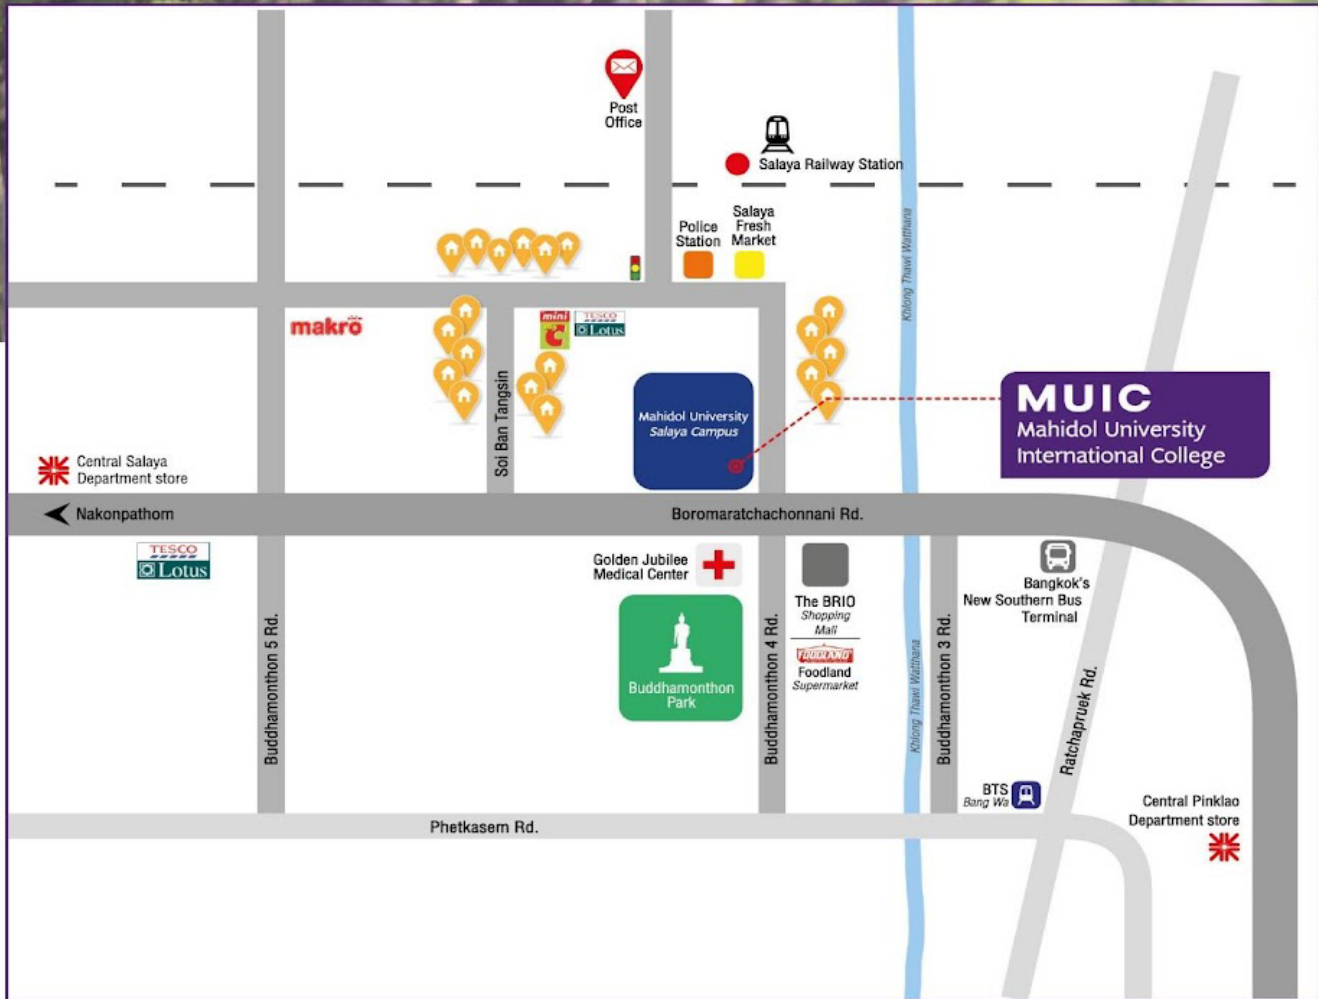 Post
Office
Salaya Railway Station
Police
Station
Salaya
Fresh
Market
Khlong Thawi Watthana
makro
mini
C
TESCO
Lotus
Soi Ban Tangsin
Mahidol University
Salaya Campus
MUIC
Mahidol University
International College
Central Salaya
Department store
Nakonpathom
Boromaratchachonnani Rd.
TESCO
Lotus
Golden Jubilee
Medical Center
The BRIO
Shopping
Mall
FOODLAND
Foodland
Supermarket
Bangkok's
New Southern Bus
Terminal
Buddhamonthon
Park
Buddhamonthon 5 Rd.
Buddhamonthon 4 Rd.
Khlong Thawi Watthana
Buddhamonthon 3 Rd.
Ratchapruek Rd.
BTS
Bang Wa
Central Pinklao
Department store
Phetkasem Rd.